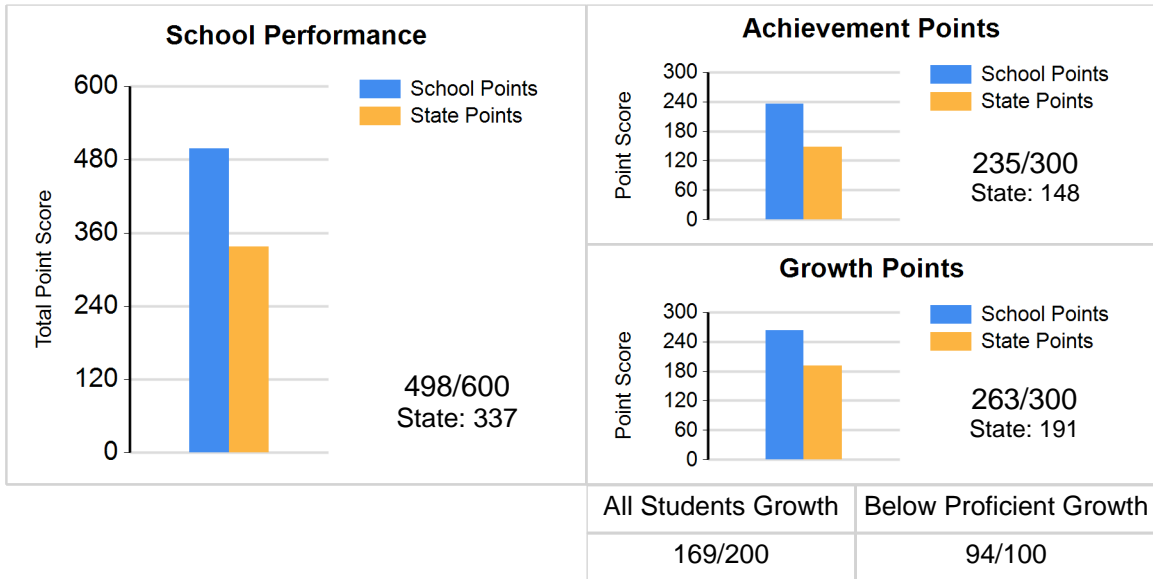 School Performance
Total Point Score
600
480
360
240
120
0
School Points
State Points
498/600
State: 337
Achievement Points
Point Score
300
240
180
120
60
0
School Points
State Points
235/300
State: 148
Growth Points
Point Score
300
240
180
120
60
0
School Points
State Points
263/300
State: 191
All Students Growth
Below Proficient Growth
169/200
94/100